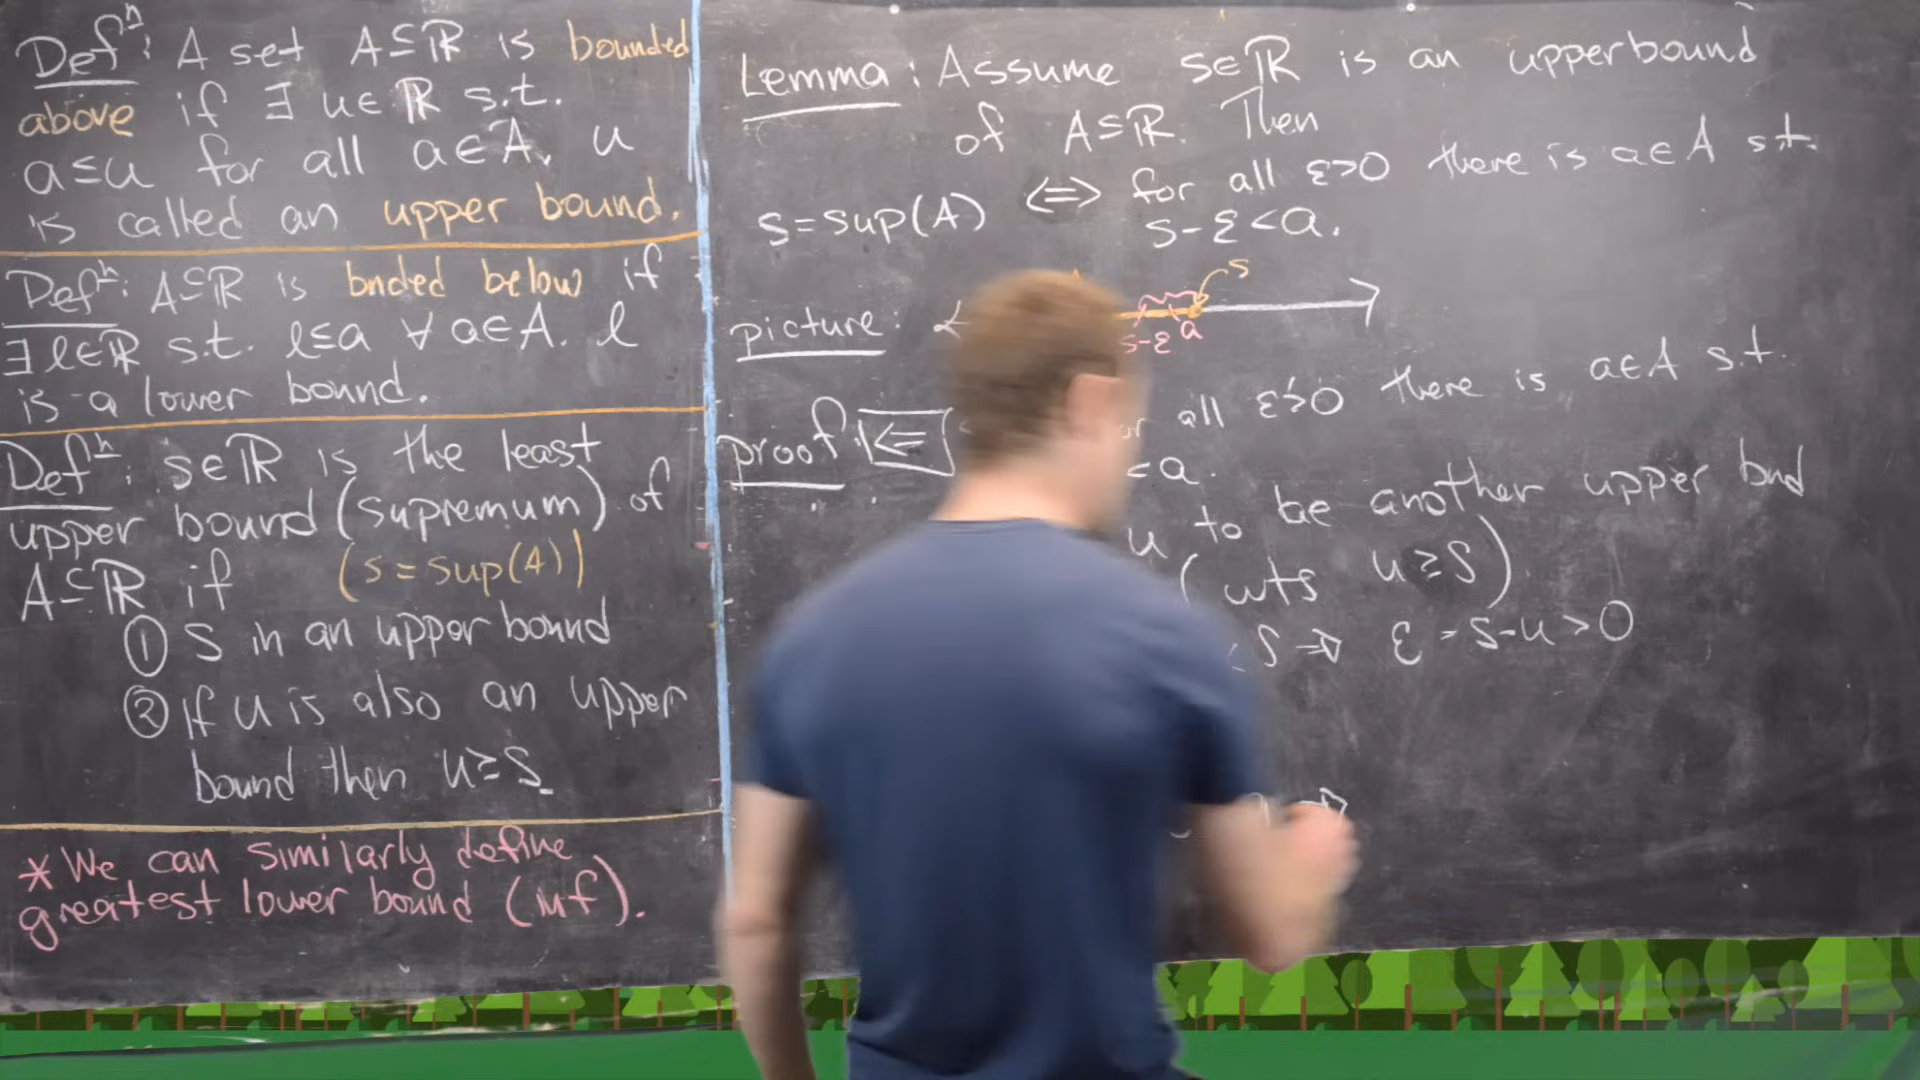 Defⁿ: A set A⊆ℝ is bounded
above if ∃ u∈ℝ s.t.
a≤u for all a∈A. u
is called an upper bound.
Defⁿ: A⊆ℝ is bnded below if
∃ l∈ℝ s.t. l≤a ∀ a∈A. l
is a lower bound.
Defⁿ: s∈ℝ is the least
upper bound (supremum) of
A⊆ℝ if (s=sup(A))
① S in an upper bound
② If u is also an upper
bound then u≥S
* We can similarly define
greatest lower bound (inf).
Lemma: Assume s∈ℝ is an upperbound
of A⊆ℝ. Then
s=sup(A) ⟺ for all ε>0 there is a∈A s.t.
s-ε<a.
picture:
s
s-ε a
proof: ⟸ all ε>0 there is a∈A s.t.
<a.
u to be another upper bnd
(wts u≥s).
<S ⇒ ε = s-u>0
⇒